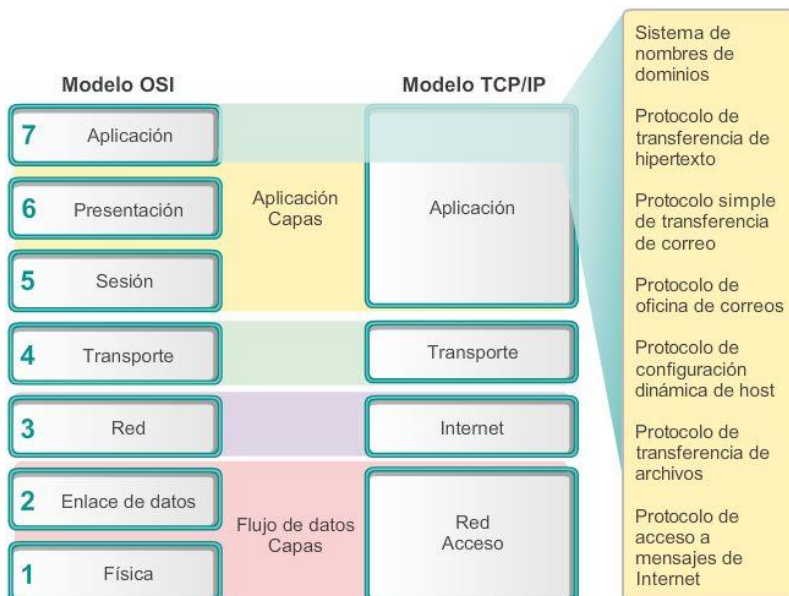 Modelo OSI
7
Aplicación
6
Presentación
5
Sesión
4
Transporte
3
Red
2
Enlace de datos
1
Física
Aplicación
Capas
Flujo de datos
Capas
Modelo TCP/IP
Aplicación
Transporte
Internet
Red
Acceso
Sistema de
nombres de
dominios
Protocolo de
transferencia de
hipertexto
Protocolo simple
de transferencia
de correo
Protocolo de
oficina de correos
Protocolo de
configuración
dinámica de host
Protocolo de
transferencia de
archivos
Protocolo de
acceso a
mensajes de
Internet